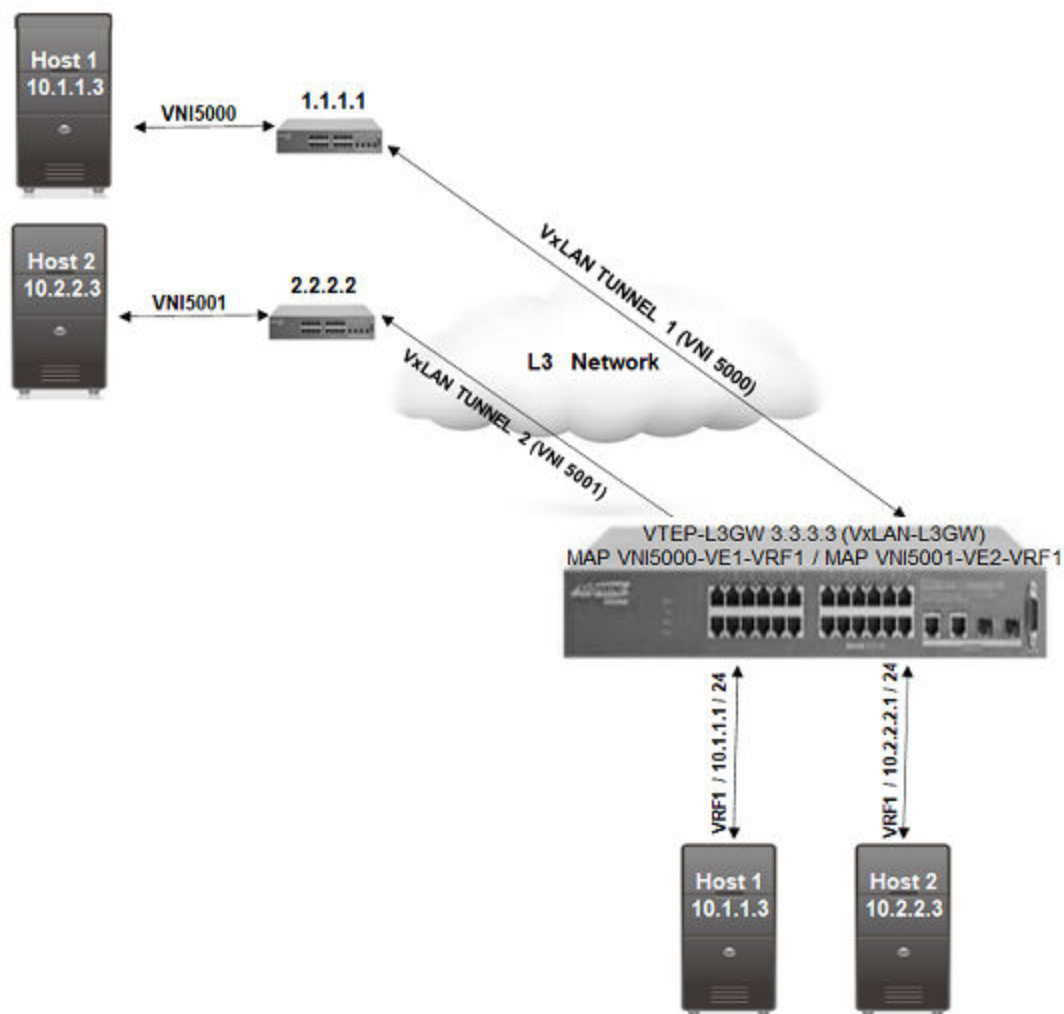 Host 1
10.1.1.3
VNI5000
1.1.1.1
Host 2
10.2.2.3
VNI5001
2.2.2.2
VxLAN TUNNEL 1 (VNI 5000)
L3 Network
VxLAN TUNNEL 2 (VNI 5001)
VTEP-L3GW 3.3.3.3 (VxLAN-L3GW)
MAP VNI5000-VE1-VRF1 / MAP VNI5001-VE2-VRF1
VRF1 / 10.1.1.1 / 24
VRF1 / 10.2.2.2.1/ 24
Host 1
10.1.1.3
Host 2
10.2.2.3